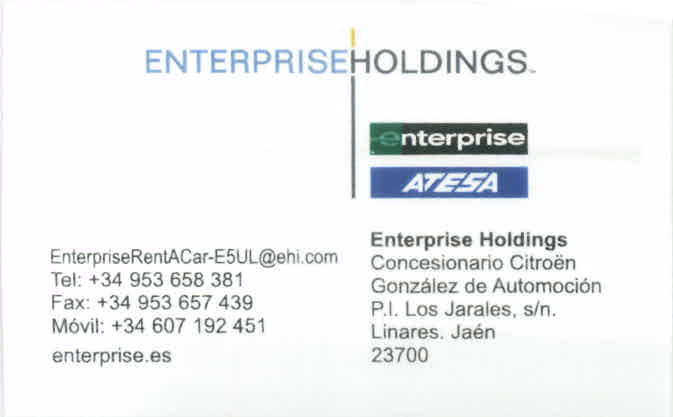 ENTERPRISEHOLDINGS™
enterprise
ATESA
EnterpriseRentACar-E5UL@ehi.com
Tel: +34 953 658 381
Fax: +34 953 657 439
Móvil: +34 607 192 451
enterprise.es
Enterprise Holdings
Concesionario Citroën
González de Automoción
P.I. Los Jarales, s/n.
Linares. Jaén
23700